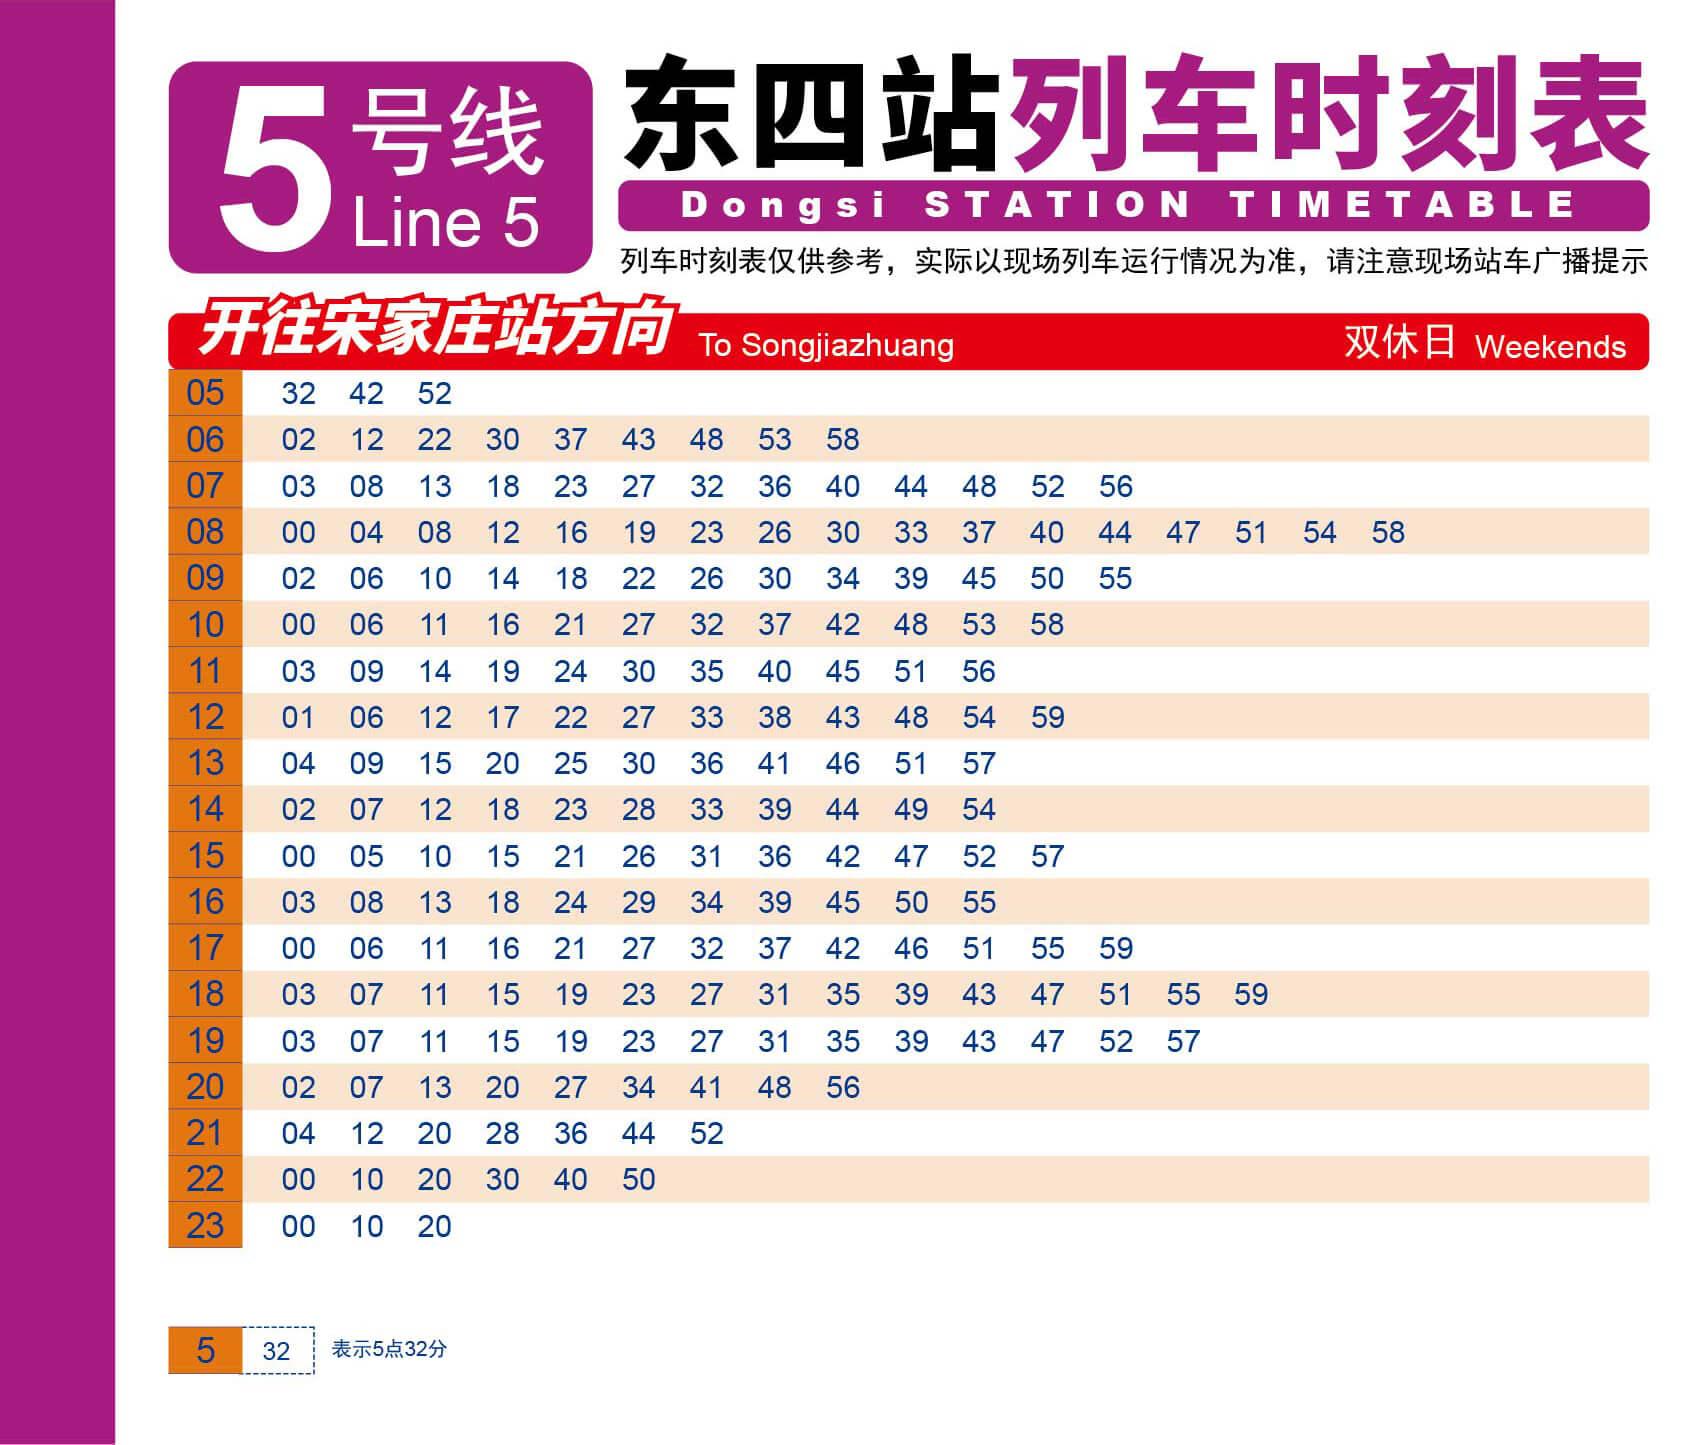 5 号线 Line 5
东四站列车时刻表
Dongsi STATION TIMETABLE
列车时刻表仅供参考，实际以现场列车运行情况为准，请注意现场站车广播提示
开往宋家庄站方向 To Songjiazhuang 双休日 Weekends
05 32 42 52
06 02 12 22 30 37 43 48 53 58
07 03 08 13 18 23 27 32 36 40 44 48 52 56
08 00 04 08 12 16 19 23 26 30 33 37 40 44 47 51 54 58
09 02 06 10 14 18 22 26 30 34 39 45 50 55
10 00 06 11 16 21 27 32 37 42 48 53 58
11 03 09 14 19 24 30 35 40 45 51 56
12 01 06 12 17 22 27 33 38 43 48 54 59
13 04 09 15 20 25 30 36 41 46 51 57
14 02 07 12 18 23 28 33 39 44 49 54
15 00 05 10 15 21 26 31 36 42 47 52 57
16 03 08 13 18 24 29 34 39 45 50 55
17 00 06 11 16 21 27 32 37 42 46 51 55 59
18 03 07 11 15 19 23 27 31 35 39 43 47 51 55 59
19 03 07 11 15 19 23 27 31 35 39 43 47 52 57
20 02 07 13 20 27 34 41 48 56
21 04 12 20 28 36 44 52
22 00 10 20 30 40 50
23 00 10 20
5 32 表示5点32分